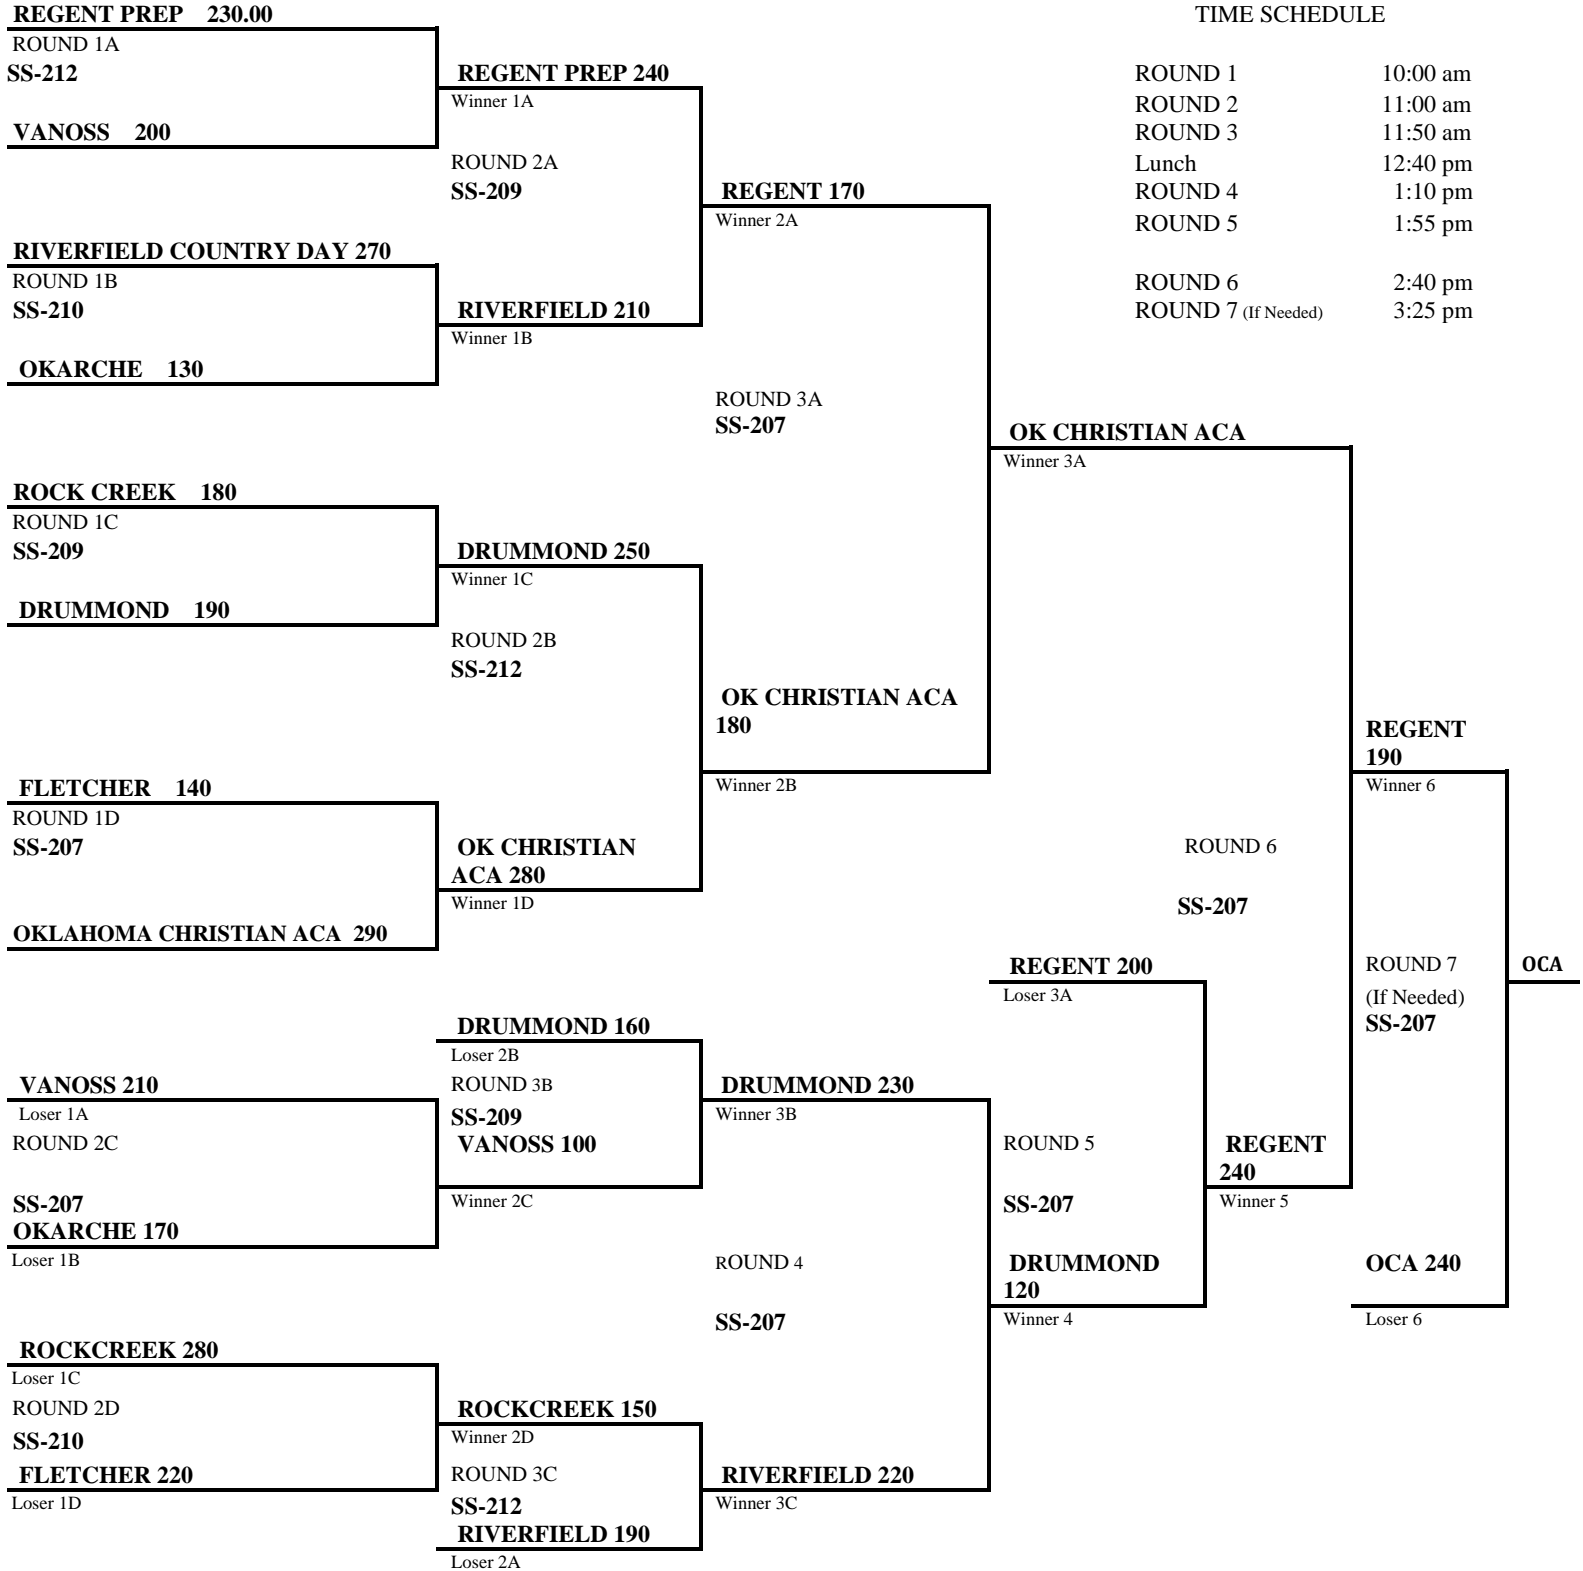 REGENT PREP 230.00
ROUND 1A
SS-212
VANOSS 200
RIVERFIELD COUNTRY DAY 270
ROUND 1B
SS-210
OKARCHE 130
ROCK CREEK 180
ROUND 1C
SS-209
DRUMMOND 190
FLETCHER 140
ROUND 1D
SS-207
OKLAHOMA CHRISTIAN ACA 290
VANOSS 210
Loser 1A
ROUND 2C
SS-207
OKARCHE 170
Loser 1B
ROCKCREEK 280
Loser 1C
ROUND 2D
SS-210
FLETCHER 220
Loser 1D
REGENT PREP 240
Winner 1A
ROUND 2A
SS-209
RIVERFIELD 210
Winner 1B
DRUMMOND 250
Winner 1C
ROUND 2B
SS-212
OK CHRISTIAN
ACA 280
Winner 1D
DRUMMOND 160
Loser 2B
ROUND 3B
SS-209
VANOSS 100
Winner 2C
ROCKCREEK 150
Winner 2D
ROUND 3C
SS-212
RIVERFIELD 190
Loser 2A
REGENT 170
Winner 2A
ROUND 3A
SS-207
OK CHRISTIAN ACA
180
Winner 2B
DRUMMOND 230
Winner 3B
ROUND 4
SS-207
RIVERFIELD 220
Winner 3C
OK CHRISTIAN ACA
Winner 3A
ROUND 6
SS-207
REGENT 200
Loser 3A
ROUND 5
SS-207
DRUMMOND
120
Winner 4
REGENT
240
Winner 5
REGENT
190
Winner 6
ROUND 7
(If Needed)
SS-207
OCA 240
Loser 6
OCA
TIME SCHEDULE
ROUND 1 10:00 am
ROUND 2 11:00 am
ROUND 3 11:50 am
Lunch 12:40 pm
ROUND 4 1:10 pm
ROUND 5 1:55 pm
ROUND 6 2:40 pm
ROUND 7 (If Needed) 3:25 pm